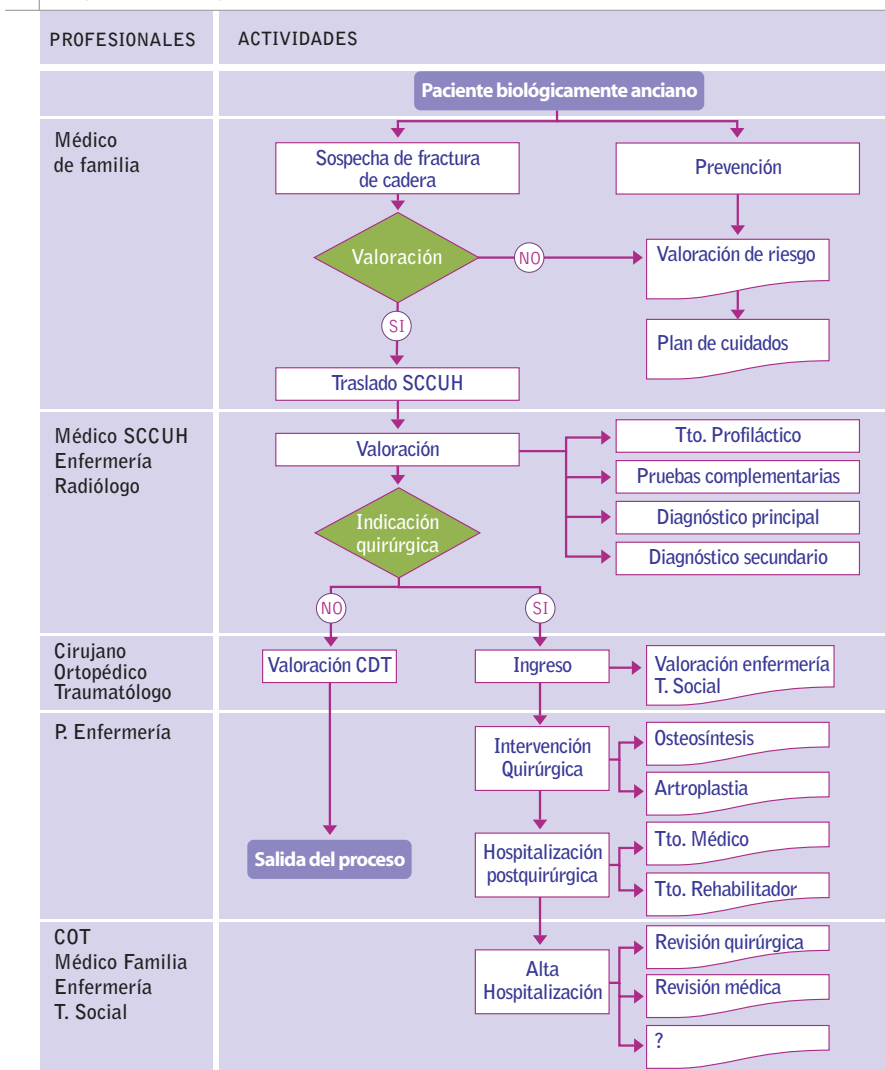 PROFESIONALES
ACTIVIDADES
Paciente biológicamente anciano
Médico
de familia
Sospecha de fractura
de cadera
Prevención
Valoración
NO
Valoración de riesgo
SI
Plan de cuidados
Traslado SCCUH
Médico SCCUH
Enfermería
Radiólogo
Valoración
Tto. Profiláctico
Pruebas complementarias
Diagnóstico principal
Diagnóstico secundario
Indicación
quirúrgica
NO
SI
Cirujano
Ortopédico
Traumatólogo
Valoración CDT
Ingreso
Valoración enfermería
T. Social
P. Enfermería
Intervención
Quirúrgica
Osteosíntesis
Artroplastia
Salida del proceso
Hospitalización
postquirúrgica
Tto. Médico
Tto. Rehabilitador
COT
Médico Familia
Enfermería
T. Social
Alta
Hospitalización
Revisión quirúrgica
Revisión médica
?